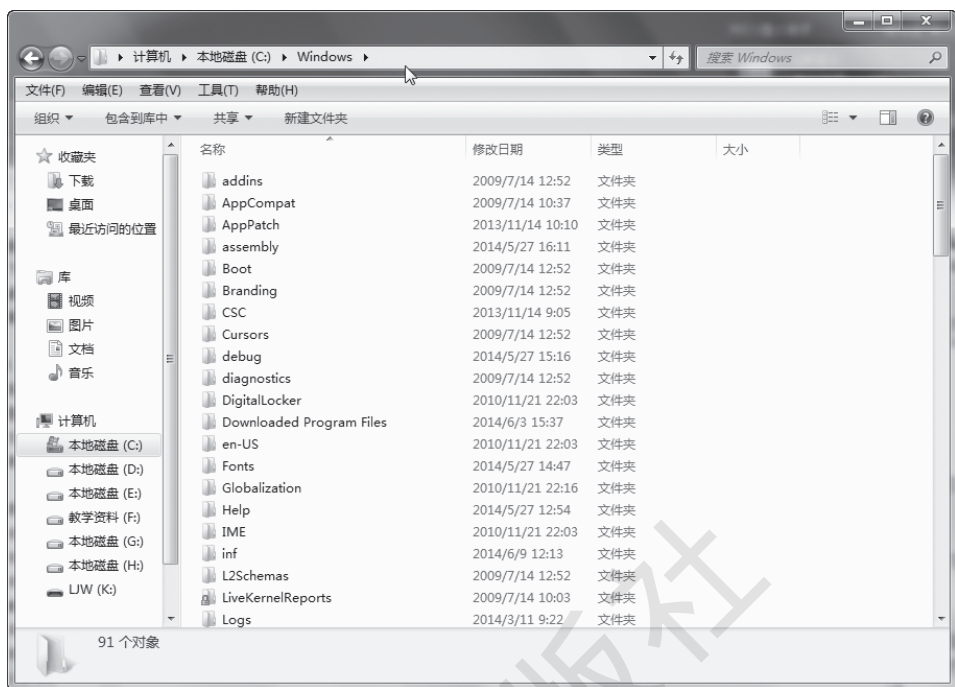 计算机 本地磁盘 (C:) Windows 搜索 Windows
文件(F) 编辑(E) 查看(V) 工具(T) 帮助(H)
组织 包含到库中 共享 新建文件夹
收藏夹
下载
桌面
最近访问的位置
库
视频
图片
文档
音乐
计算机
本地磁盘 (C:)
本地磁盘 (D:)
本地磁盘 (E:)
教学资料 (F:)
本地磁盘 (G:)
本地磁盘 (H:)
LJW (K:)
名称 修改日期 类型 大小
addins 2009/7/14 12:52 文件夹
AppCompat 2009/7/14 10:37 文件夹
AppPatch 2013/11/14 10:10 文件夹
assembly 2014/5/27 16:11 文件夹
Boot 2009/7/14 12:52 文件夹
Branding 2009/7/14 12:52 文件夹
CSC 2013/11/14 9:05 文件夹
Cursors 2009/7/14 12:52 文件夹
debug 2014/5/27 15:16 文件夹
diagnostics 2009/7/14 12:52 文件夹
DigitalLocker 2010/11/21 22:03 文件夹
Downloaded Program Files 2014/6/3 15:37 文件夹
en-US 2010/11/21 22:03 文件夹
Fonts 2014/5/27 14:47 文件夹
Globalization 2010/11/21 22:16 文件夹
Help 2014/5/27 12:54 文件夹
IME 2010/11/21 22:03 文件夹
inf 2014/6/9 12:13 文件夹
L2Schemas 2009/7/14 12:52 文件夹
LiveKernelReports 2009/7/14 10:03 文件夹
Logs 2014/3/11 9:22 文件夹
91 个对象
版社